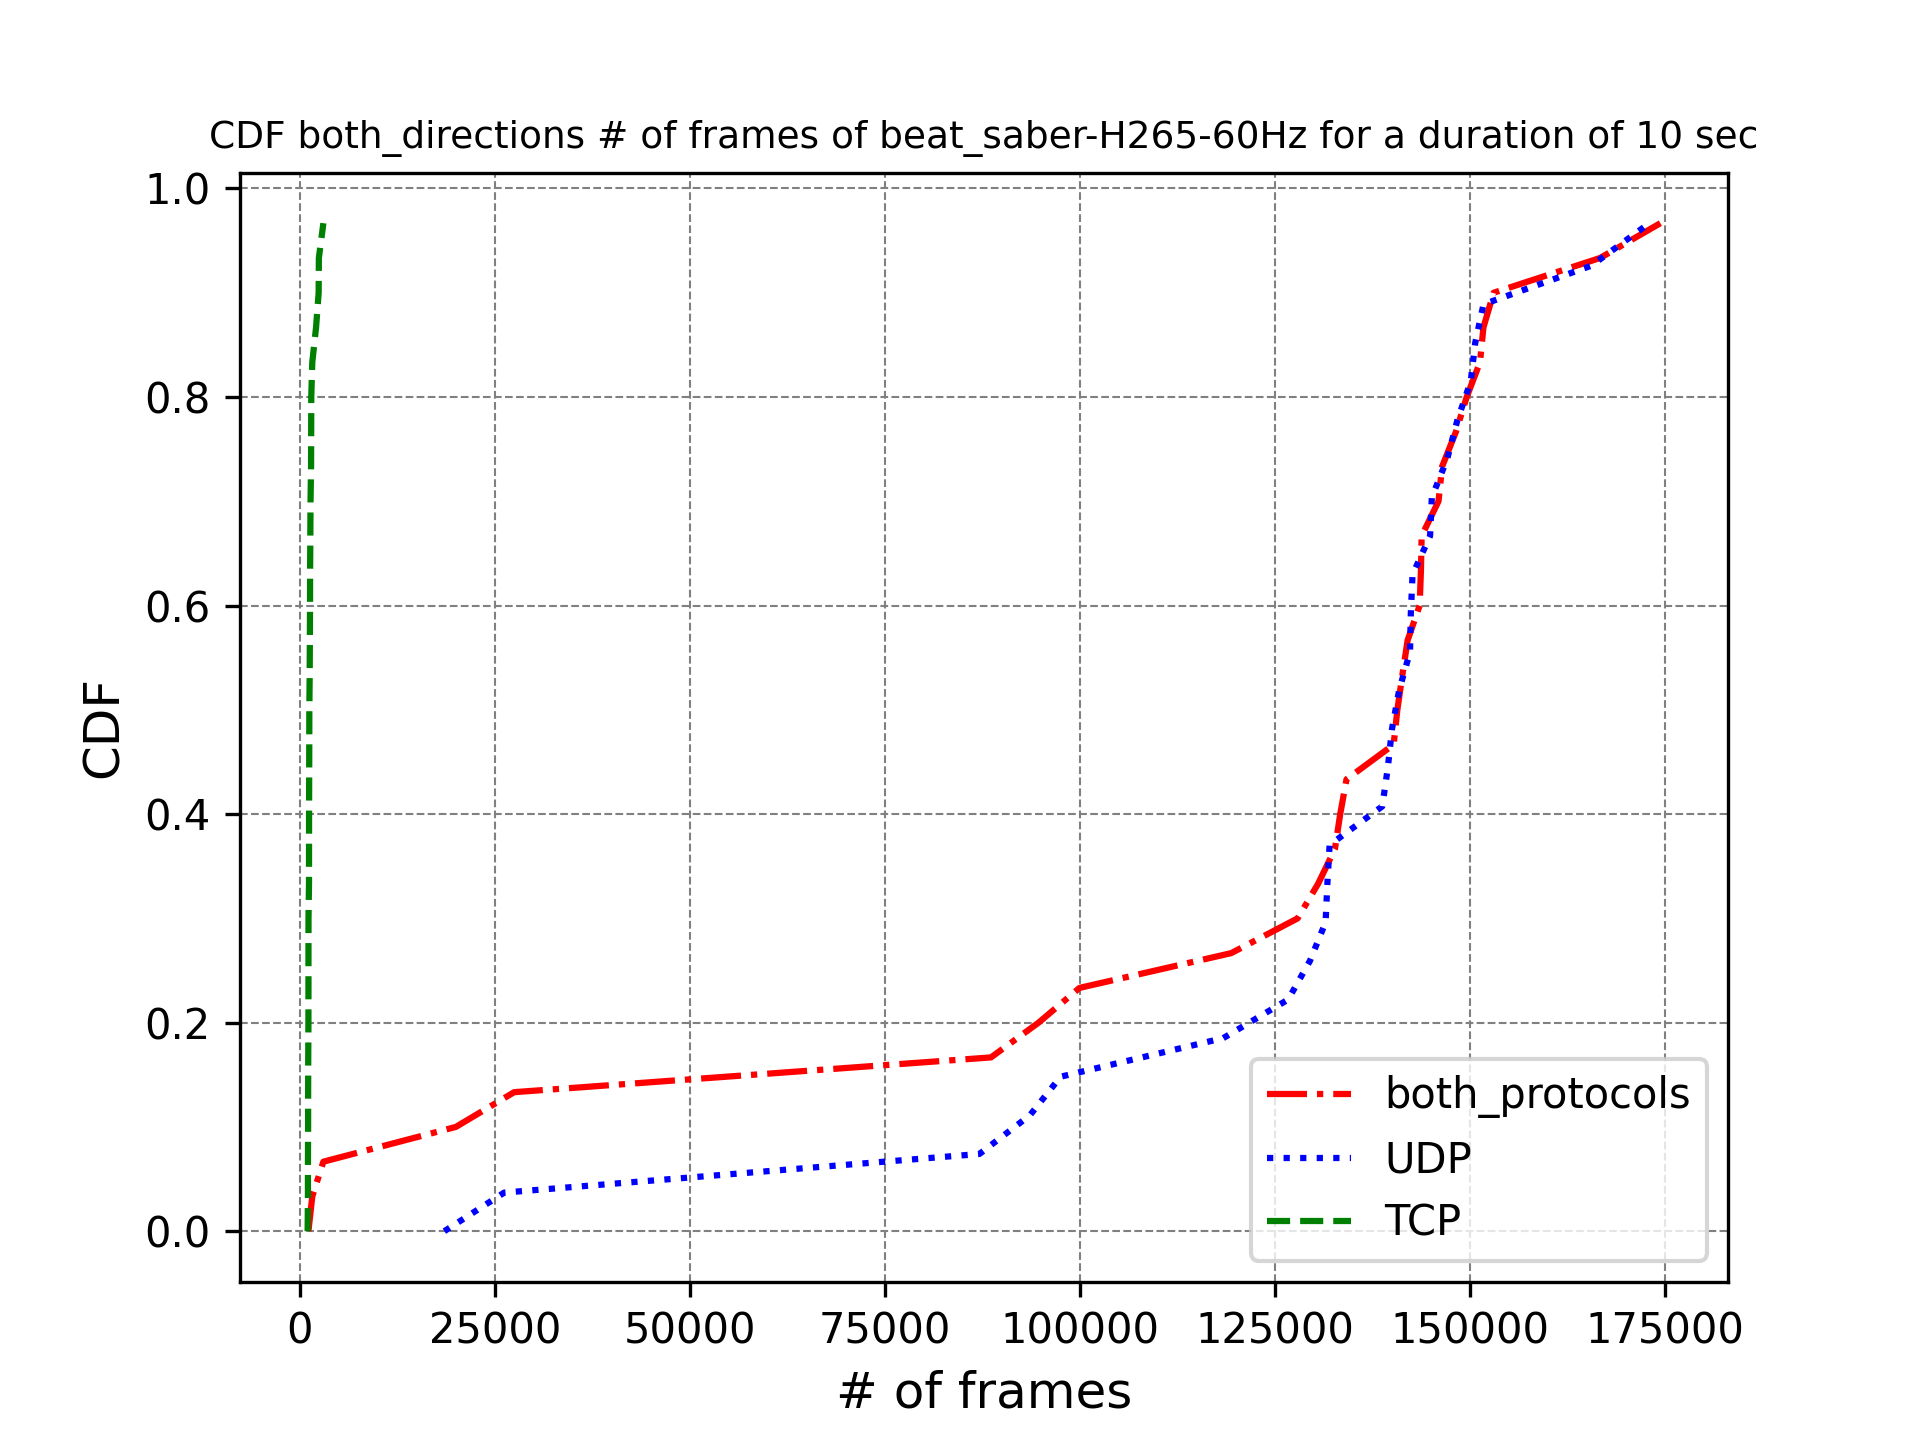 CDF both_directions # of frames of beat_saber-H265-60Hz for a duration of 10 sec
1.0
0.8
0.6
0.4
0.2
0.0
CDF
both_protocols
UDP
TCP
0 25000 50000 75000 100000 125000 150000 175000
# of frames